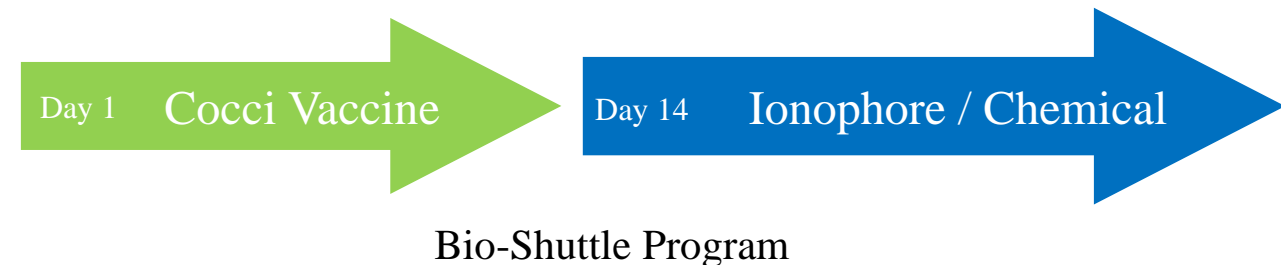 Day 1 Cocci Vaccine
Day 14 Ionophore / Chemical
Bio-Shuttle Program